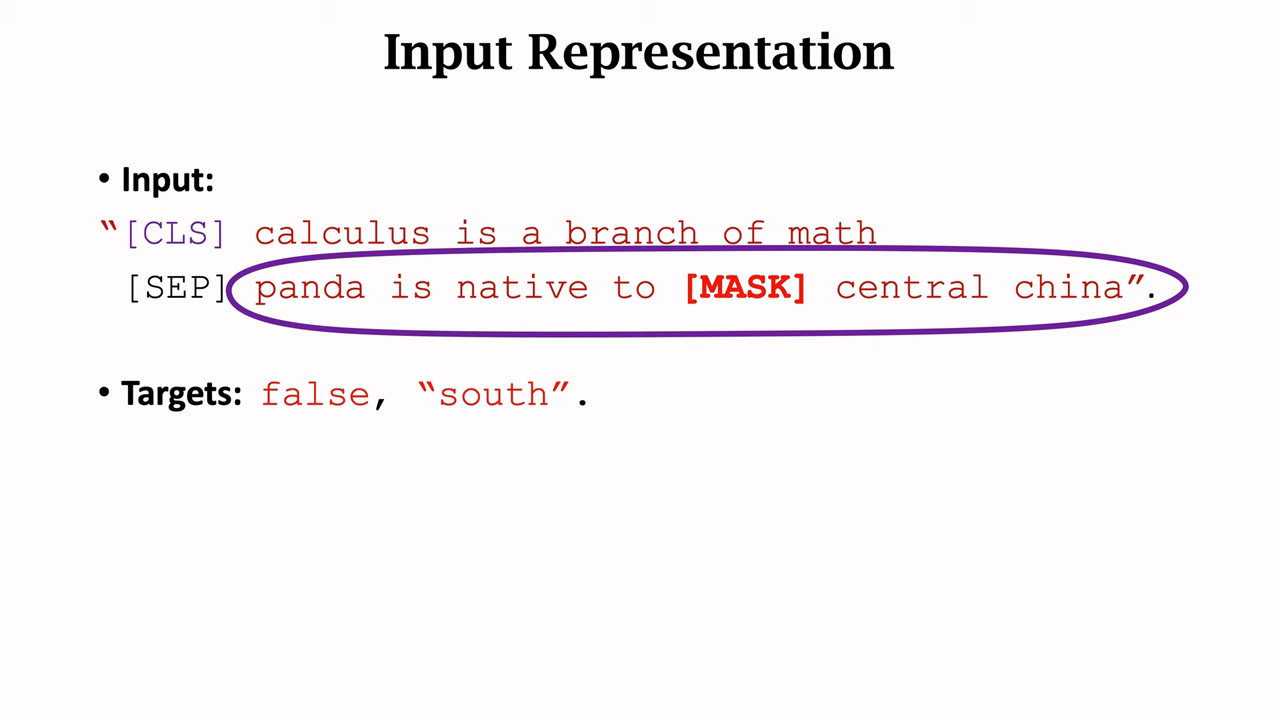 Input Representation
• Input:
“[CLS] calculus is a branch of math
[SEP] panda is native to [MASK] central china”.
• Targets: false, “south”.